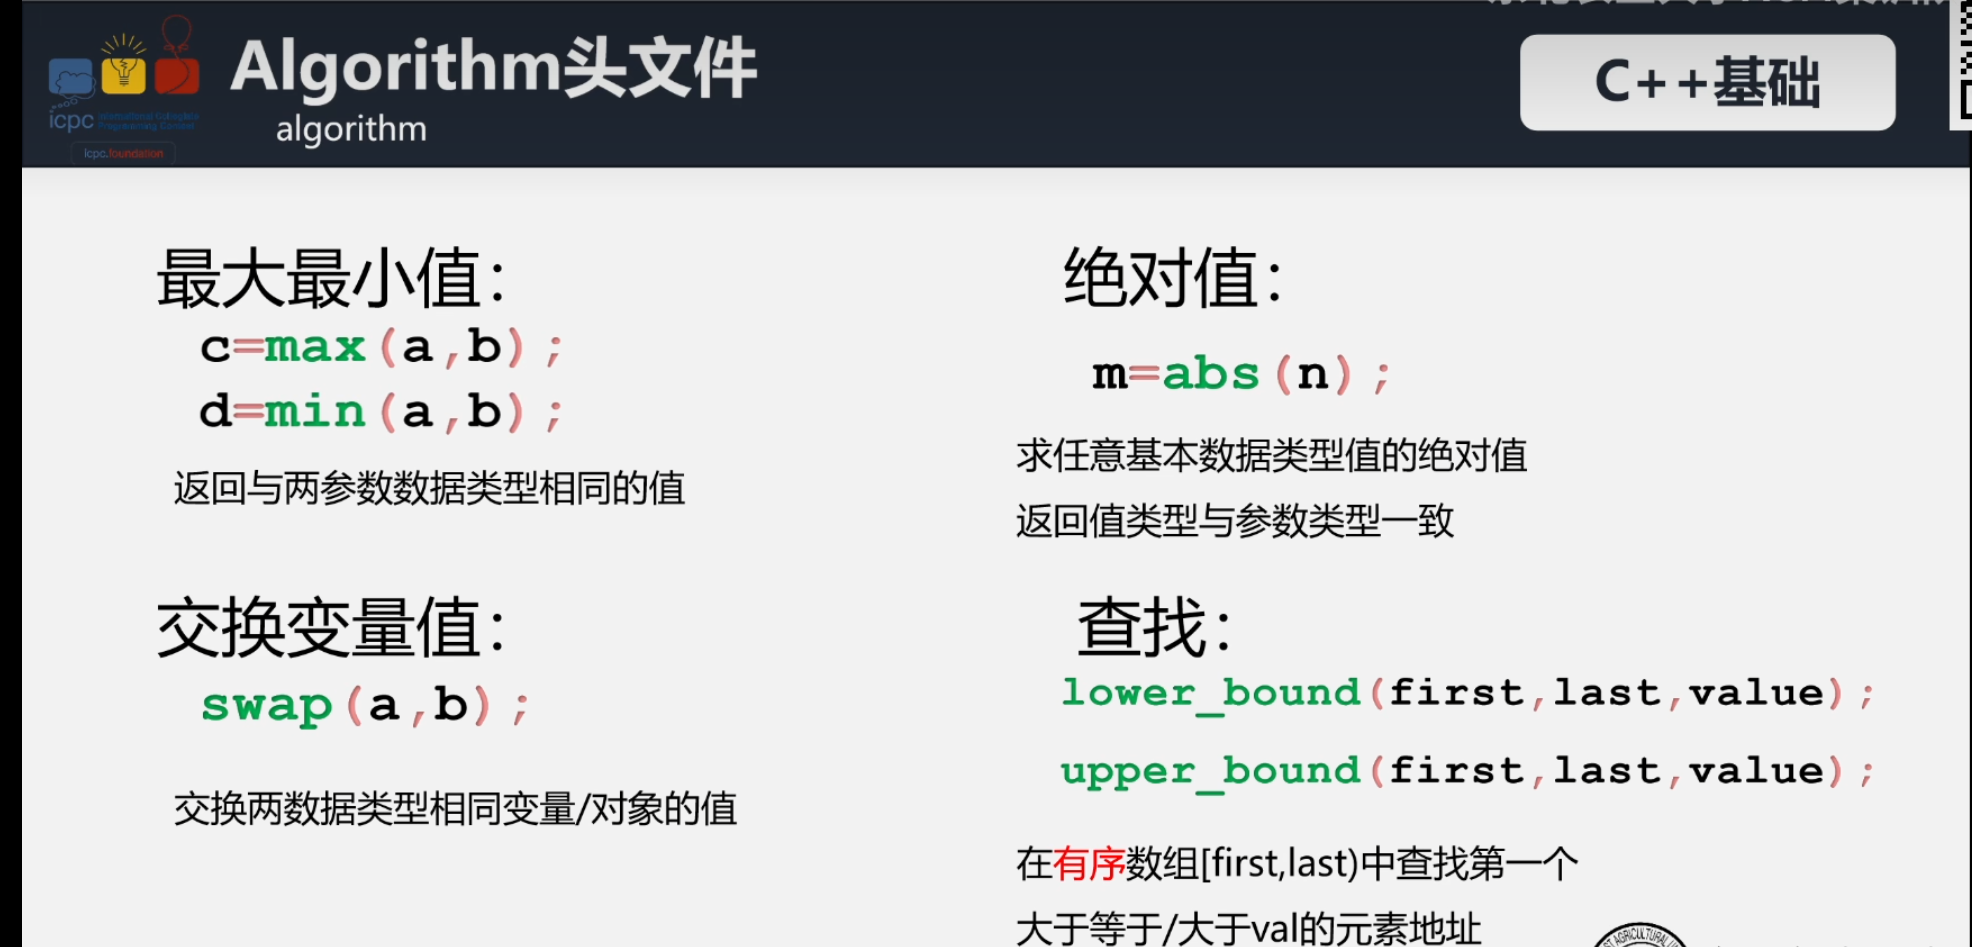 Algorithm头文件
algorithm
C++基础
icpc International Collegiate Programming Contest
icpc.foundation
最大最小值：
c=max(a,b);
d=min(a,b);
返回与两参数数据类型相同的值
交换变量值：
swap(a,b);
交换两数据类型相同变量/对象的值
绝对值：
m=abs(n);
求任意基本数据类型值的绝对值
返回值类型与参数类型一致
查找：
lower_bound(first,last,value);
upper_bound(first,last,value);
在有序数组[first,last)中查找第一个
大于等于/大于val的元素地址